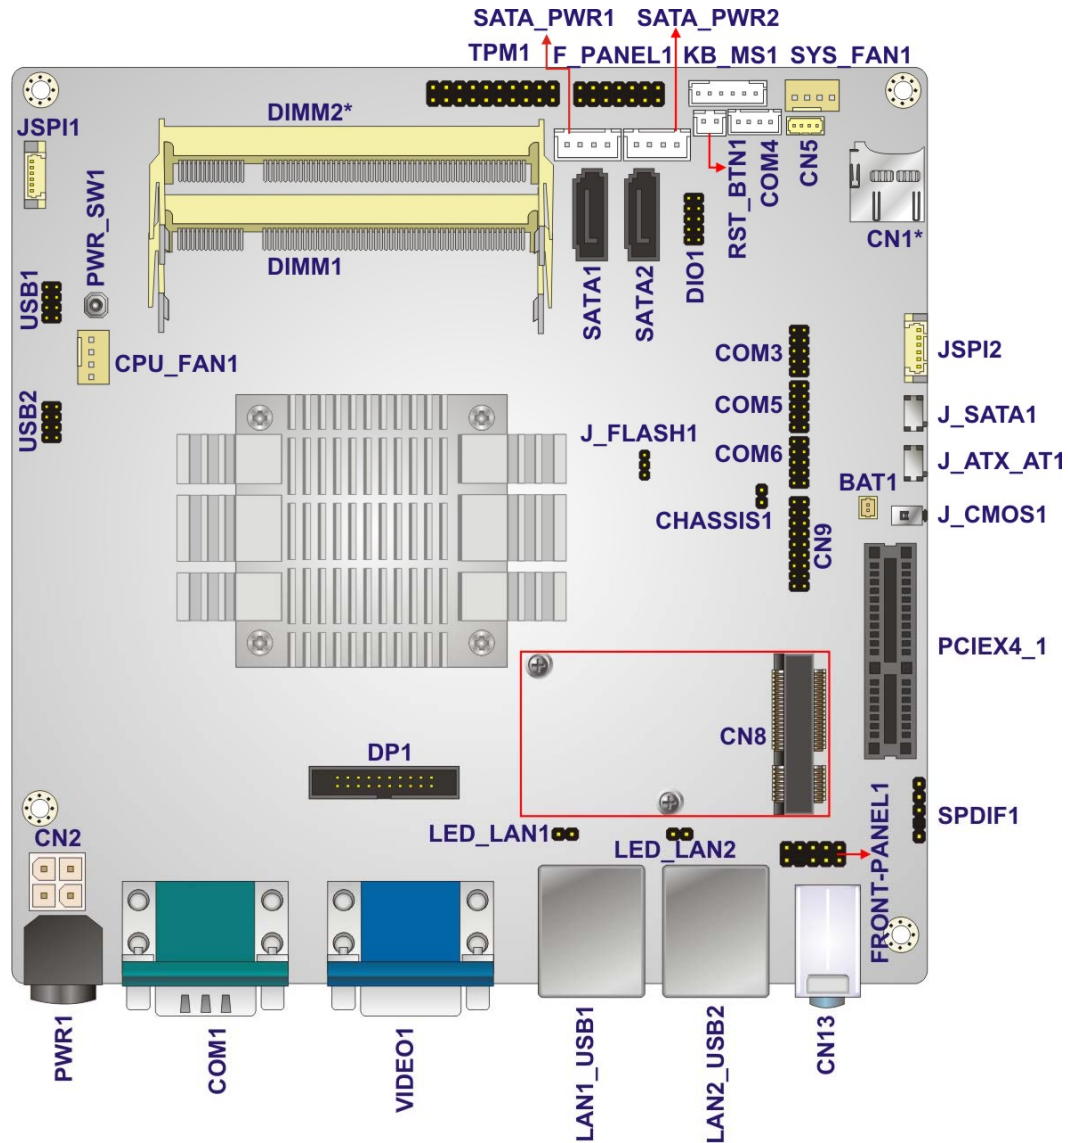 SATA_PWR1 SATA_PWR2
TPM1 F_PANEL1 KB_MS1 SYS_FAN1
JSPI1
DIMM2*
RST_BTN1
COM4
CN5
PWR_SW1
CN1*
DIMM1
USB1
SATA1
SATA2
DIO1
CPU_FAN1
COM3
JSPI2
USB2
COM5
J_SATA1
J_FLASH1
COM6
J_ATX_AT1
BAT1
CHASSIS1
CN9
J_CMOS1
PCIEX4_1
CN8
DP1
SPDIF1
CN2
LED_LAN1
LED_LAN2
FRONT-PANEL1
PWR1
COM1
VIDEO1
LAN1_USB1
LAN2_USB2
CN13